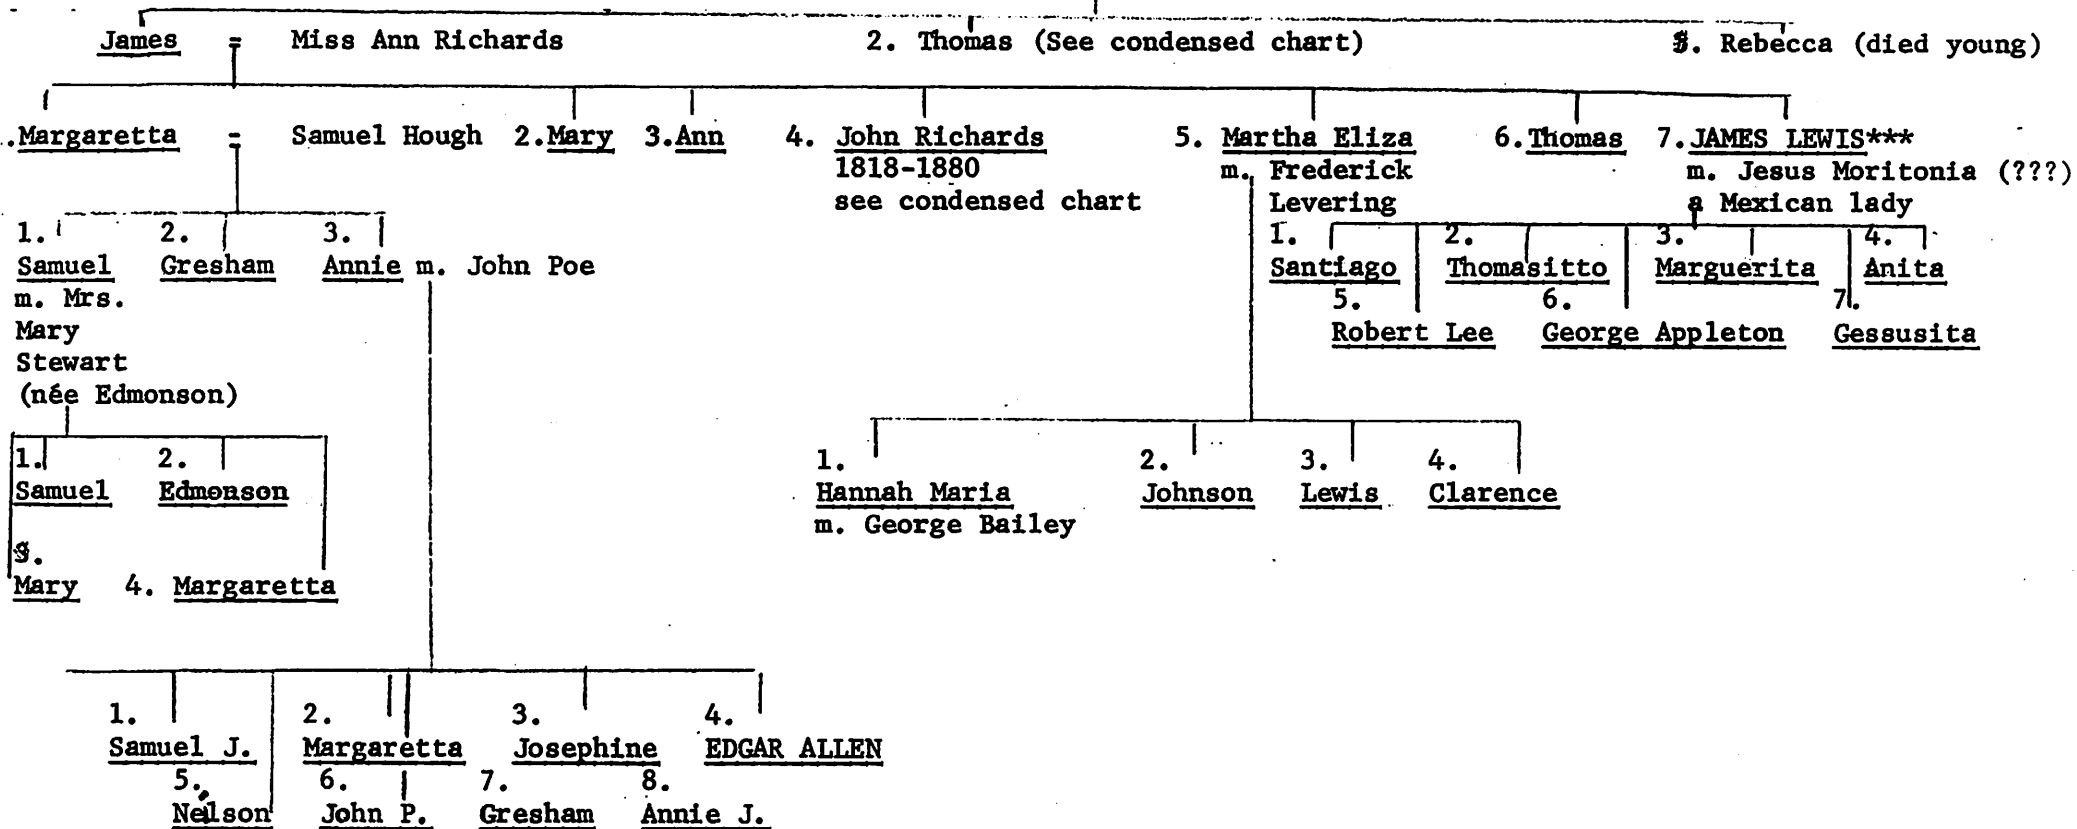 James = Miss Ann Richards 2. Thomas (See condensed chart) 3. Rebecca (died young)
.Margaretta = Samuel Hough 2.Mary 3.Ann 4. John Richards 5. Martha Eliza 6.Thomas 7.JAMES LEWIS***
1818-1880 m. Frederick m. Jesus Moritonia (???)
see condensed chart Levering a Mexican lady
1. 2. 3. 1. 2. 3. 4.
Samuel Gresham Annie m. John Poe Santiago Thomasitto Marguerita Anita
m. Mrs. 5. 6. 7.
Mary Robert Lee George Appleton Gessusita
Stewart
(née Edmonson)
1. 2. 1. 2. 3. 4.
Samuel Edmonson Hannah Maria Johnson Lewis Clarence
m. George Bailey
3.
Mary 4. Margaretta
1. 2. 3. 4.
Samuel J. Margaretta Josephine EDGAR ALLEN
5. 6. 7. 8.
Nelson John P. Gresham Annie J.